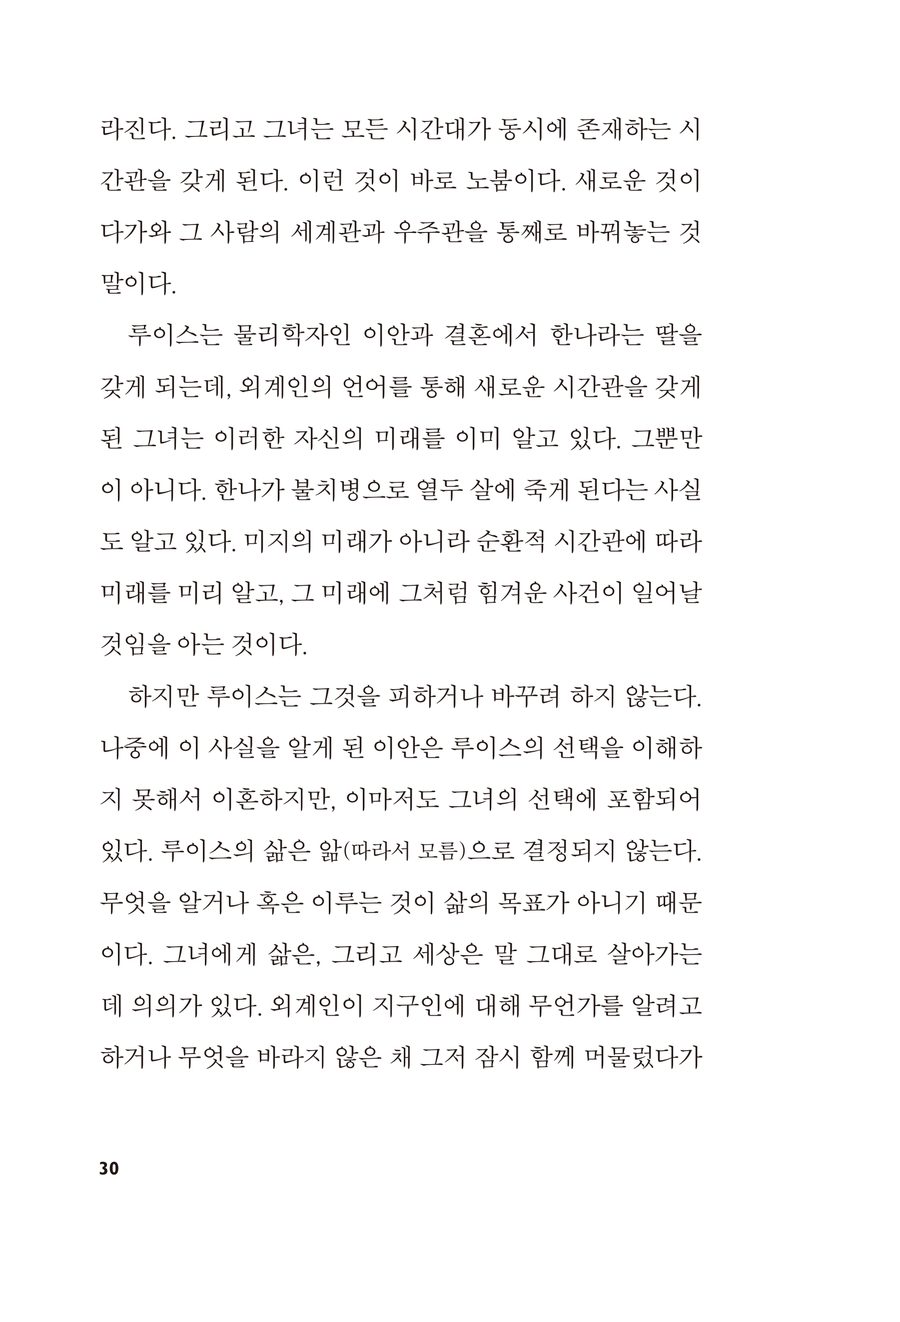 라진다. 그리고 그녀는 모든 시간대가 동시에 존재하는 시
간관을 갖게 된다. 이런 것이 바로 노붐이다. 새로운 것이
다가와 그 사람의 세계관과 우주관을 통째로 바꿔놓는 것
말이다.
루이스는 물리학자인 이안과 결혼에서 한나라는 딸을
갖게 되는데, 외계인의 언어를 통해 새로운 시간관을 갖게
된 그녀는 이러한 자신의 미래를 이미 알고 있다. 그뿐만
이 아니다. 한나가 불치병으로 열두 살에 죽게 된다는 사실
도 알고 있다. 미지의 미래가 아니라 순환적 시간관에 따라
미래를 미리 알고, 그 미래에 그처럼 힘겨운 사건이 일어날
것임을 아는 것이다.
하지만 루이스는 그것을 피하거나 바꾸려 하지 않는다.
나중에 이 사실을 알게 된 이안은 루이스의 선택을 이해하
지 못해서 이혼하지만, 이마저도 그녀의 선택에 포함되어
있다. 루이스의 삶은 앎(따라서 모름)으로 결정되지 않는다.
무엇을 알거나 혹은 이루는 것이 삶의 목표가 아니기 때문
이다. 그녀에게 삶은, 그리고 세상은 말 그대로 살아가는
데 의의가 있다. 외계인이 지구인에 대해 무언가를 알려고
하거나 무엇을 바라지 않은 채 그저 잠시 함께 머물렀다가
30